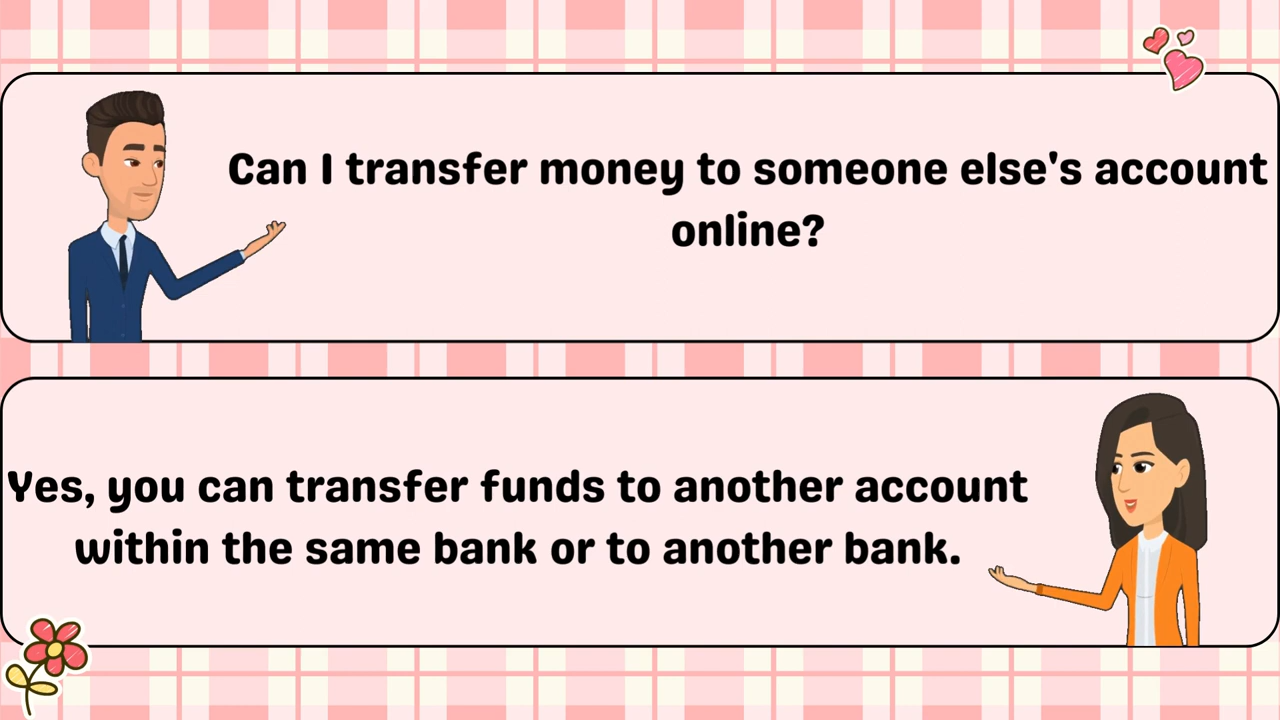 Can I transfer money to someone else's account
online?
Yes, you can transfer funds to another account
within the same bank or to another bank.